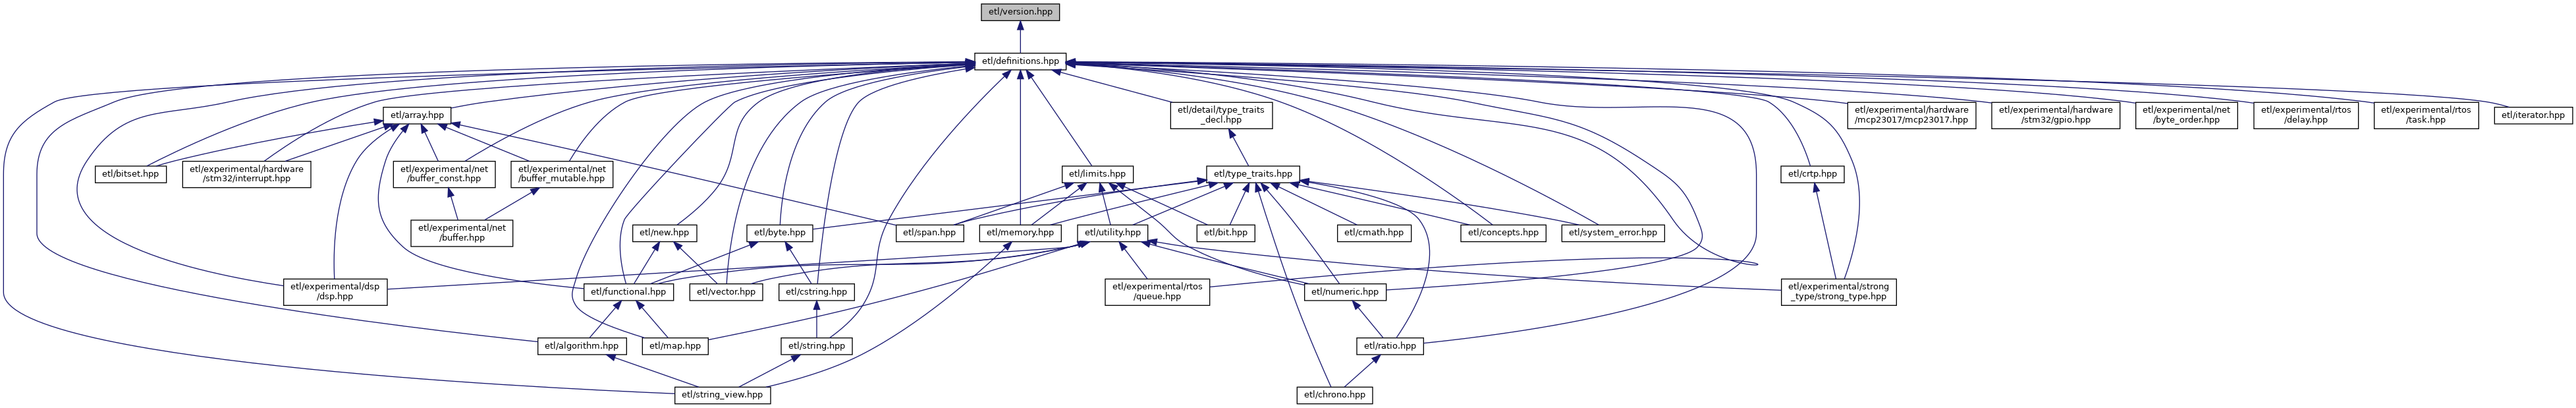 etl/version.hpp
etl/definitions.hpp
etl/detail/type_traits
_decl.hpp
etl/array.hpp
etl/experimental/hardware
/mcp23017/mcp23017.hpp
etl/experimental/hardware
/stm32/gpio.hpp
etl/experimental/net
/byte_order.hpp
etl/experimental/rtos
/delay.hpp
etl/experimental/rtos
/task.hpp
etl/iterator.hpp
etl/bitset.hpp
etl/experimental/hardware
/stm32/interrupt.hpp
etl/experimental/net
/buffer_const.hpp
etl/experimental/net
/buffer_mutable.hpp
etl/limits.hpp
etl/type_traits.hpp
etl/crtp.hpp
etl/experimental/net
/buffer.hpp
etl/new.hpp
etl/byte.hpp
etl/span.hpp
etl/memory.hpp
etl/utility.hpp
etl/bit.hpp
etl/cmath.hpp
etl/concepts.hpp
etl/system_error.hpp
etl/experimental/dsp
/dsp.hpp
etl/functional.hpp
etl/vector.hpp
etl/cstring.hpp
etl/experimental/rtos
/queue.hpp
etl/numeric.hpp
etl/experimental/strong
_type/strong_type.hpp
etl/algorithm.hpp
etl/map.hpp
etl/string.hpp
etl/ratio.hpp
etl/string_view.hpp
etl/chrono.hpp